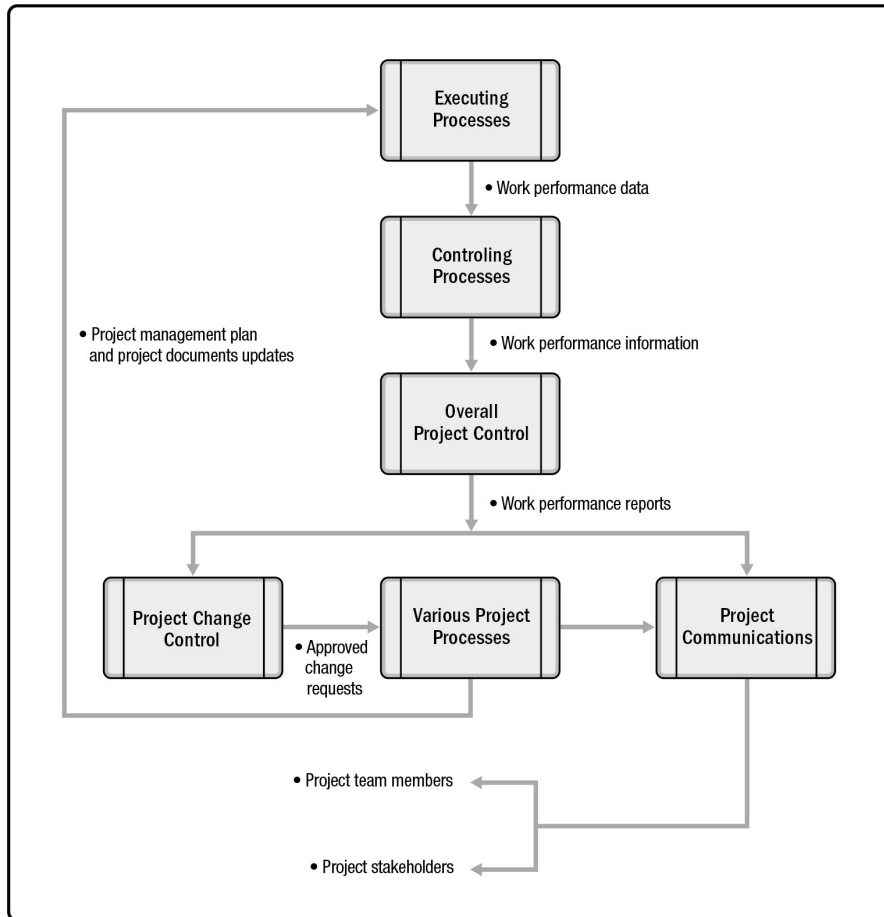 Executing
Processes
• Work performance data
Controling
Processes
• Project management plan
and project documents updates
• Work performance information
Overall
Project Control
• Work performance reports
Project Change
Control
• Approved
change
requests
Various Project
Processes
Project
Communications
• Project team members
• Project stakeholders